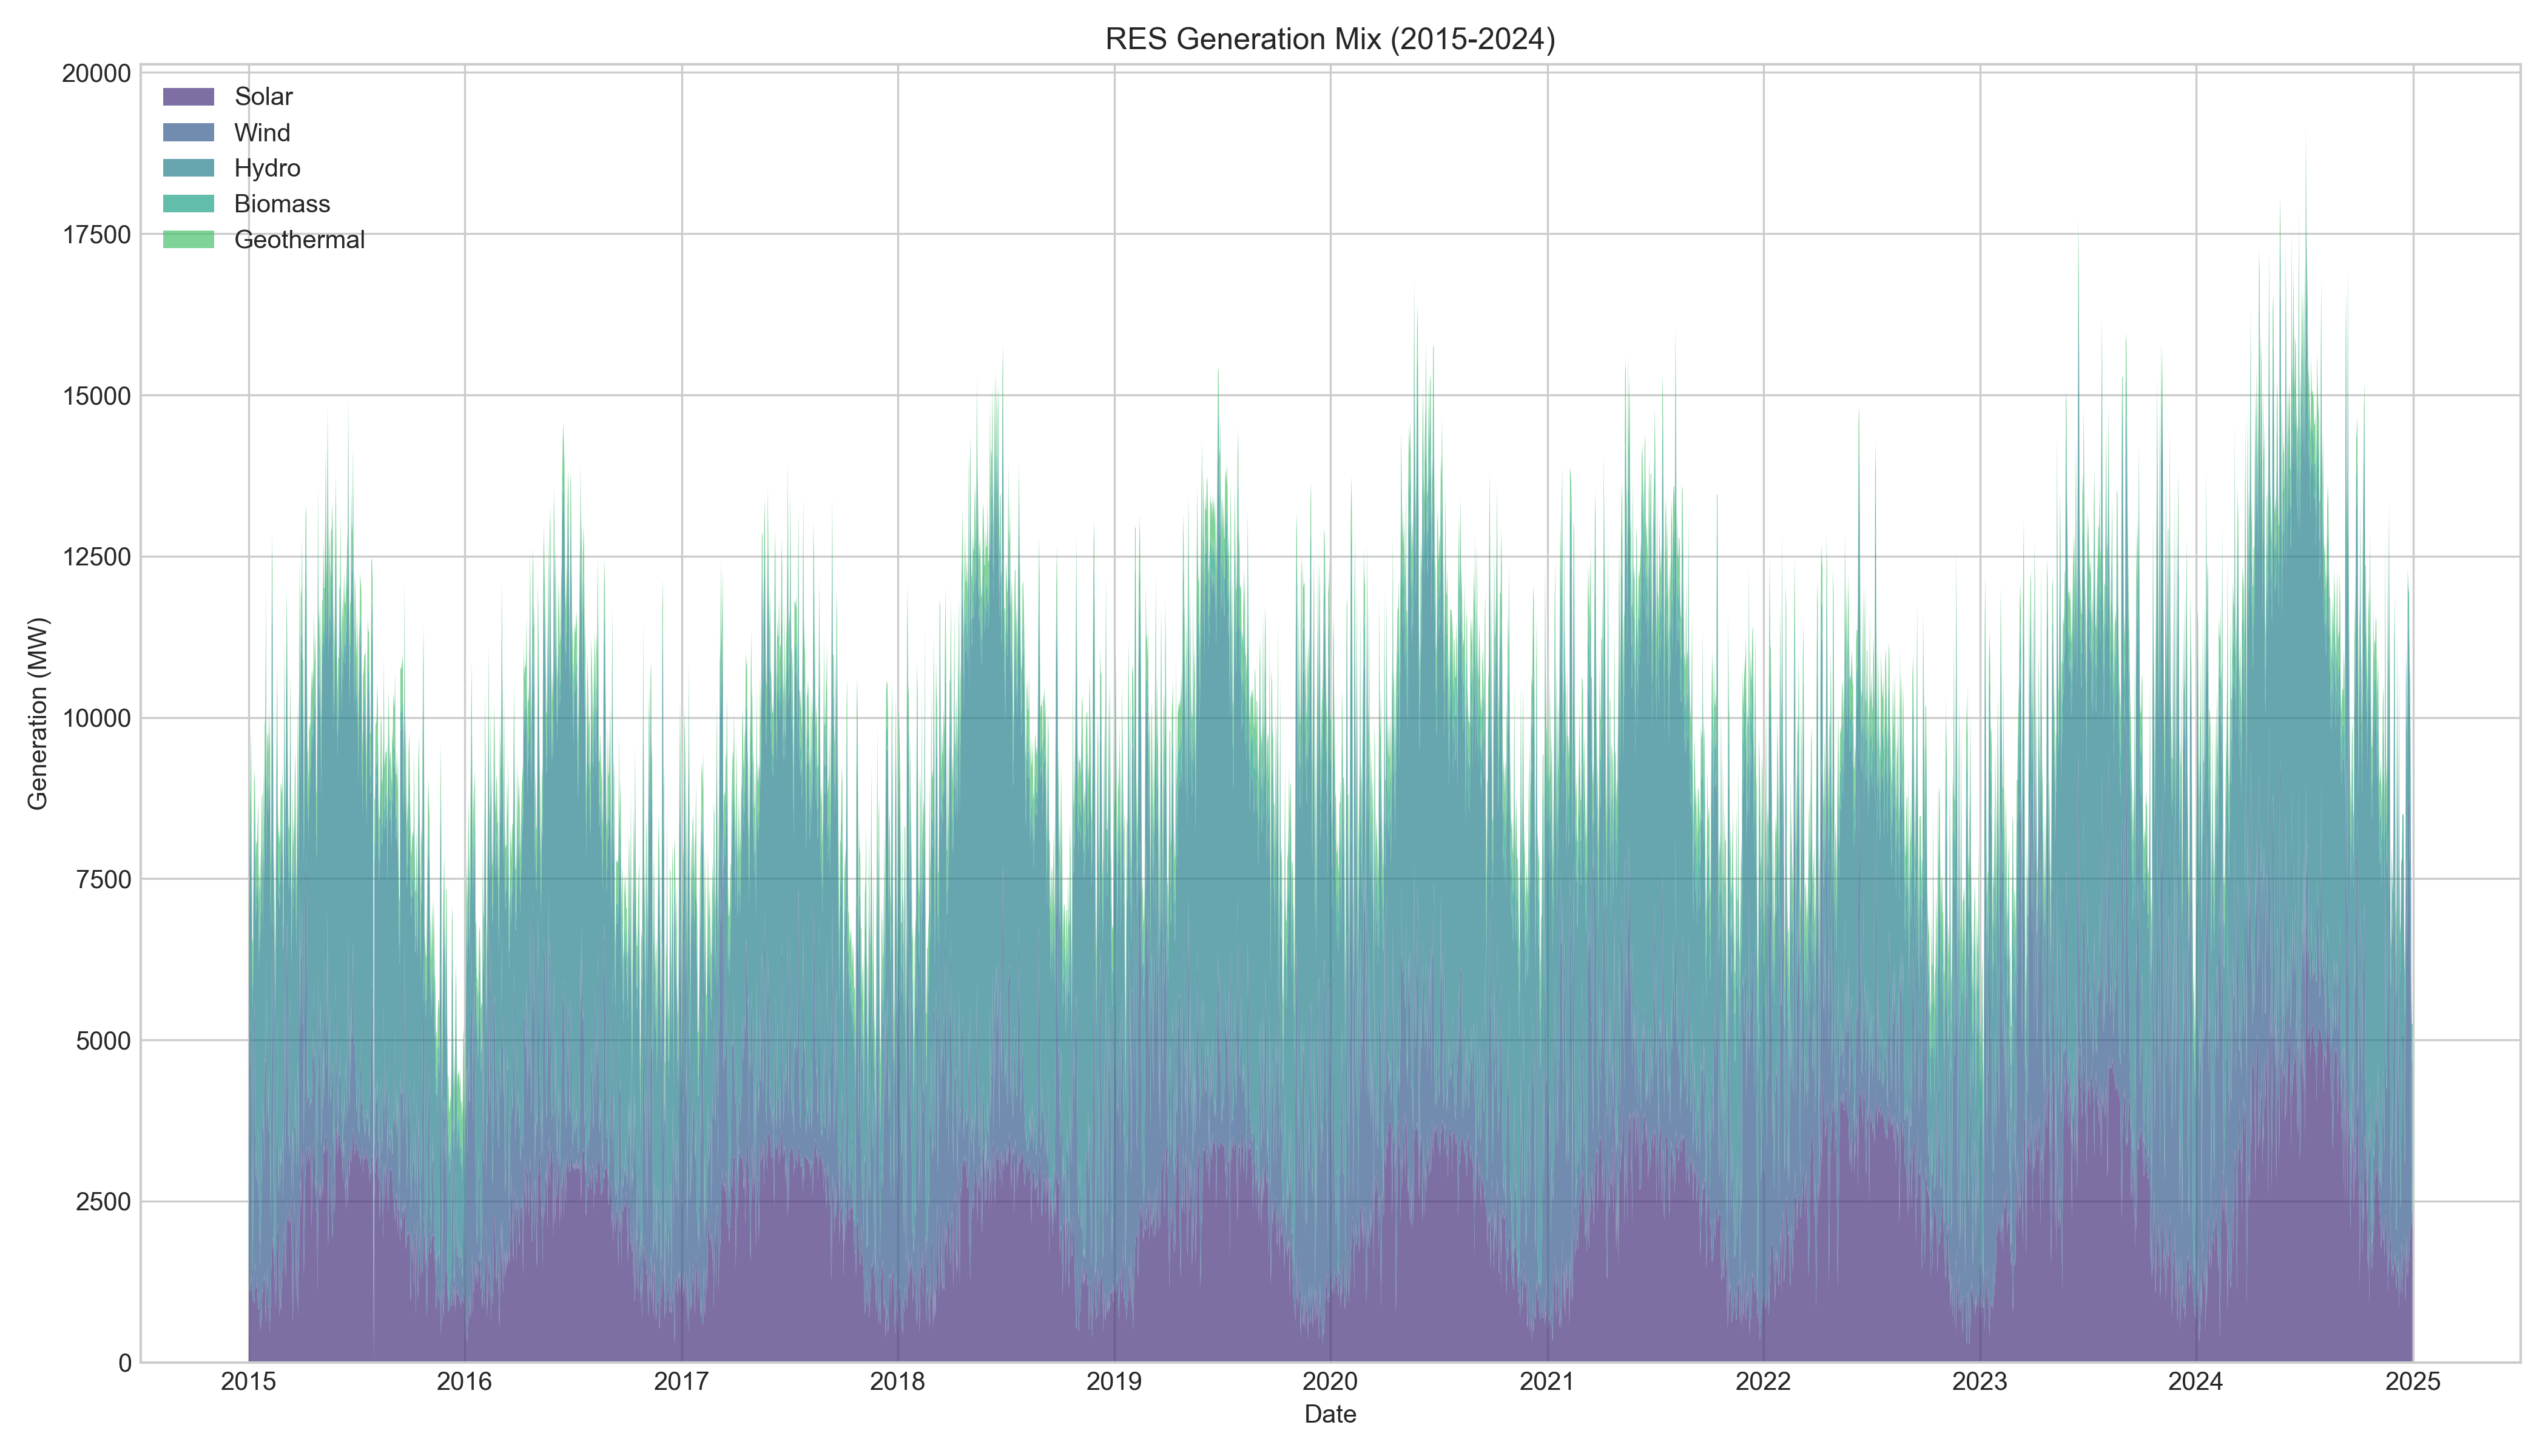 RES Generation Mix (2015-2024)
20000
17500
15000
12500
10000
7500
5000
2500
0
Generation (MW)
Solar
Wind
Hydro
Biomass
Geothermal
2015 2016 2017 2018 2019 2020 2021 2022 2023 2024 2025
Date